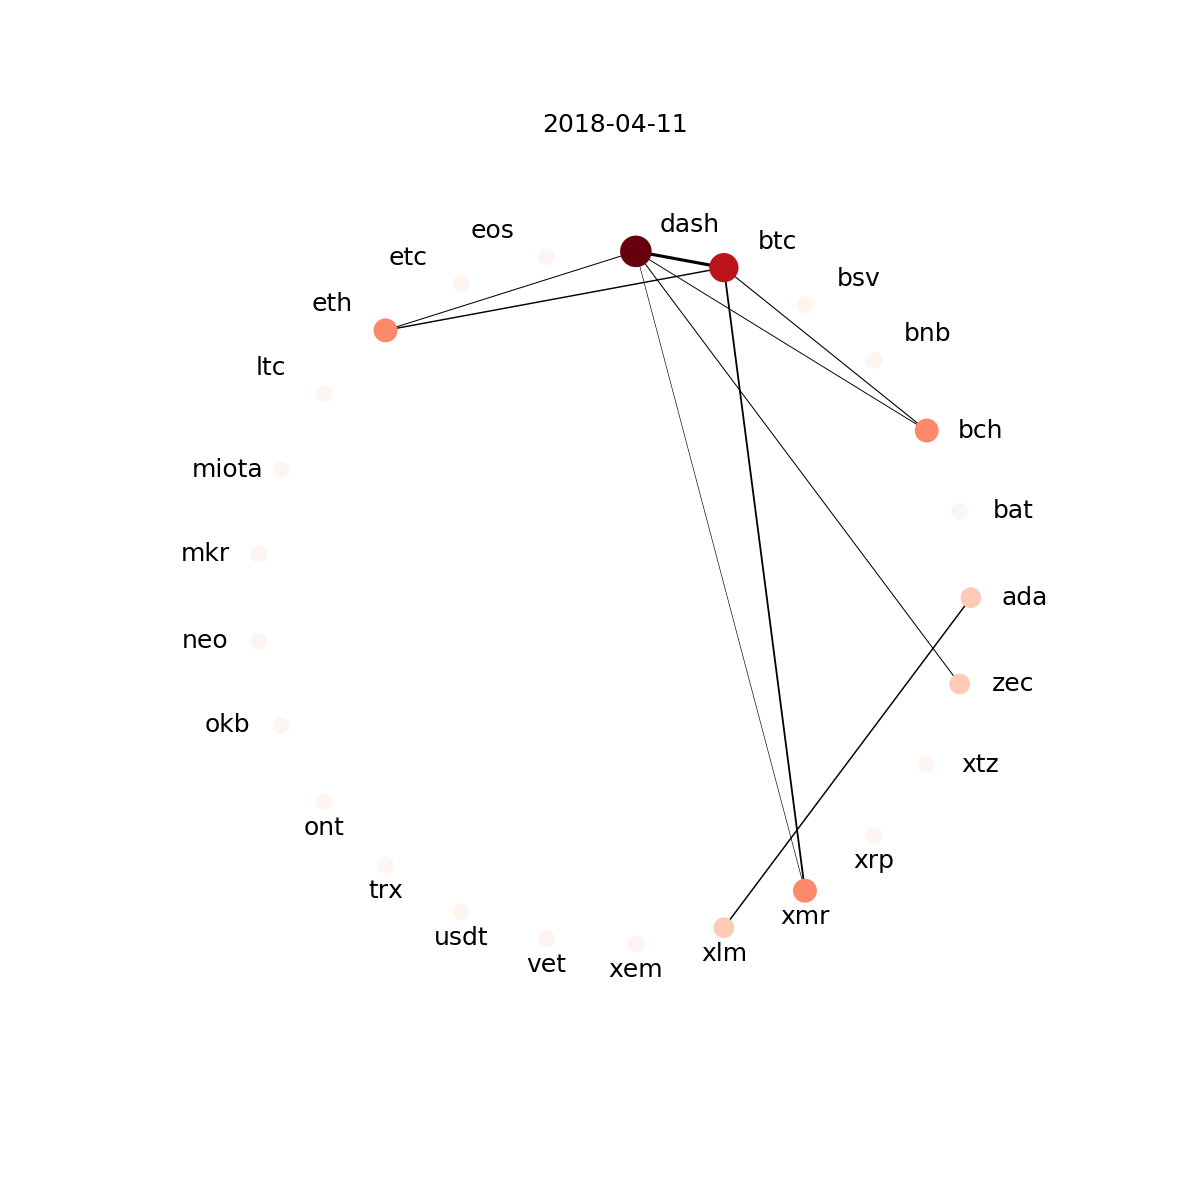 2018-04-11
dash
eos
btc
etc
bsv
eth
bnb
ltc
bch
miota
bat
mkr
ada
neo
zec
okb
xtz
ont
xrp
trx
xmr
usdt
xlm
vet
xem